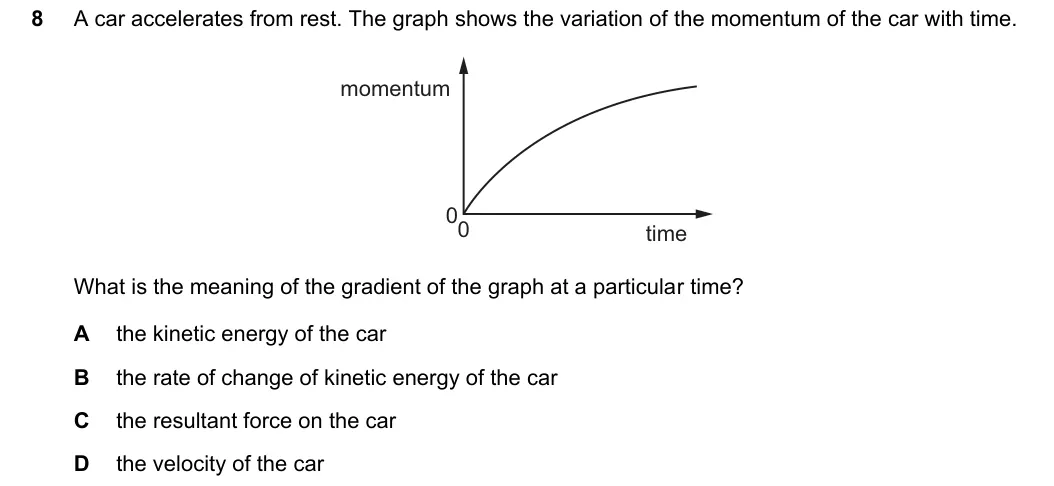 8 A car accelerates from rest. The graph shows the variation of the momentum of the car with time.
momentum
0
0
time
What is the meaning of the gradient of the graph at a particular time?
A the kinetic energy of the car
B the rate of change of kinetic energy of the car
C the resultant force on the car
D the velocity of the car